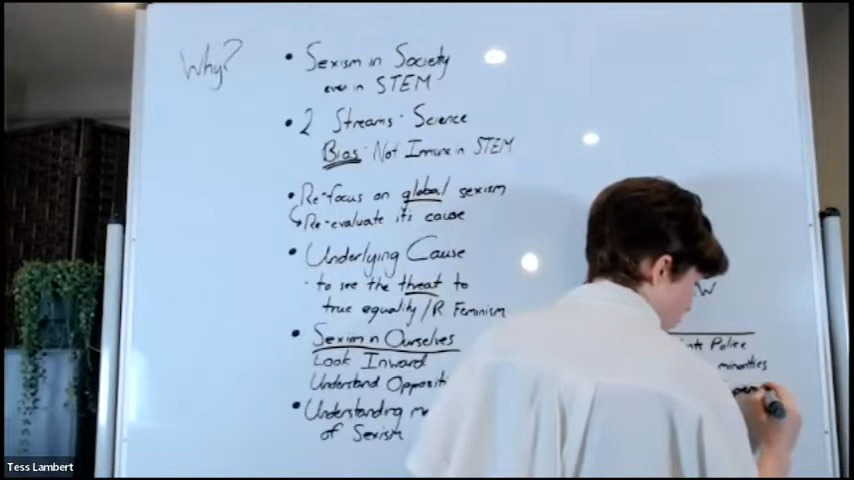 Why?
• Sexism in Society
even in STEM
• 2 Streams - Science
Bias - Not Immune in STEM
• Re-focus on global sexism
↳ Re-evaluate its cause
• Underlying Cause
- to see the threat to
true equality/R Feminism
• Sexism in Ourselves
Look Inward
Understand
• Understanding
of Sexism
W
Police
minorities
Tess Lambert